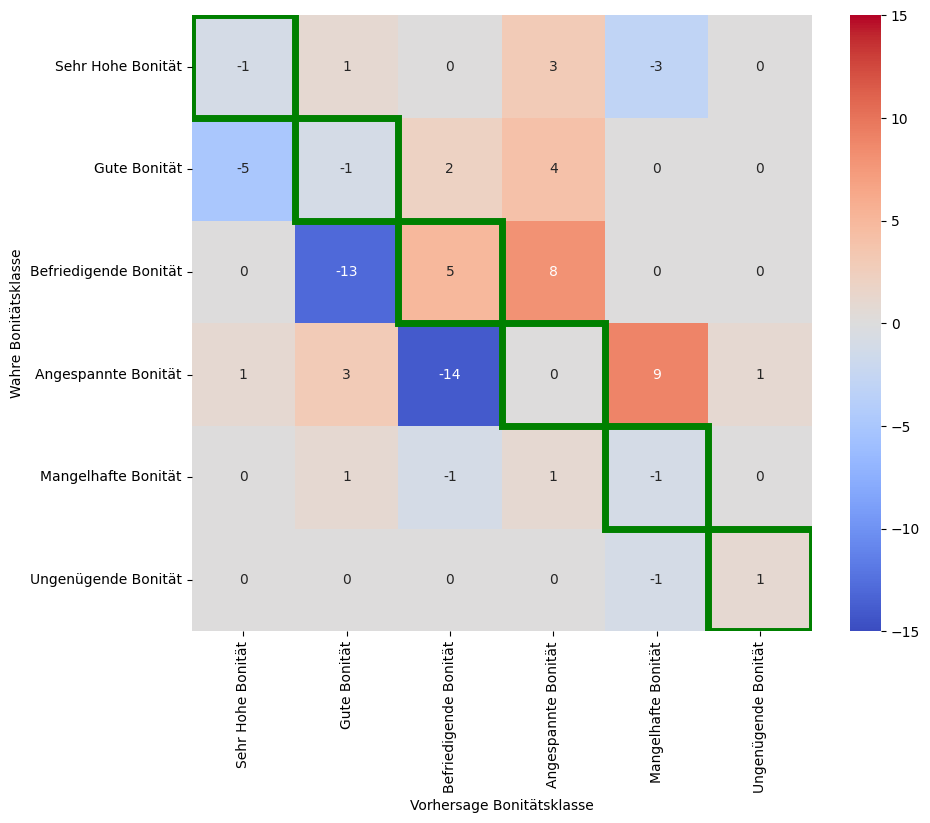 Wahre Bonitätsklasse
Sehr Hohe Bonität -1 1 0 3 -3 0
Gute Bonität -5 -1 2 4 0 0
Befriedigende Bonität 0 -13 5 8 0 0
Angespannte Bonität 1 3 -14 0 9 1
Mangelhafte Bonität 0 1 -1 1 -1 0
Ungenügende Bonität 0 0 0 0 -1 1
Sehr Hohe Bonität
Gute Bonität
Befriedigende Bonität
Angespannte Bonität
Mangelhafte Bonität
Ungenügende Bonität
Vorhersage Bonitätsklasse
15
10
5
0
−5
−10
−15